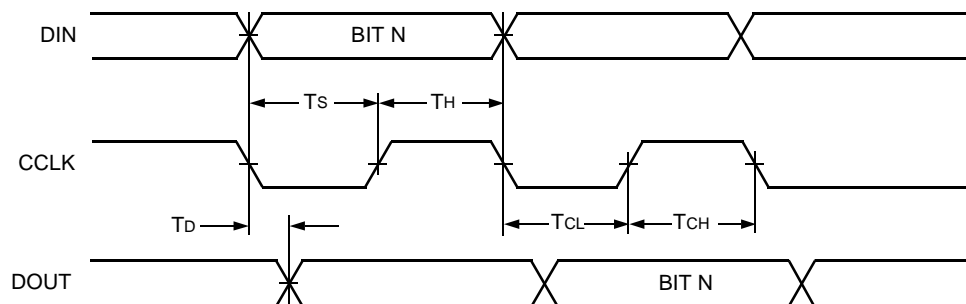 DIN
BIT N
TS
TH
CCLK
TD
TCL
TCH
DOUT
BIT N